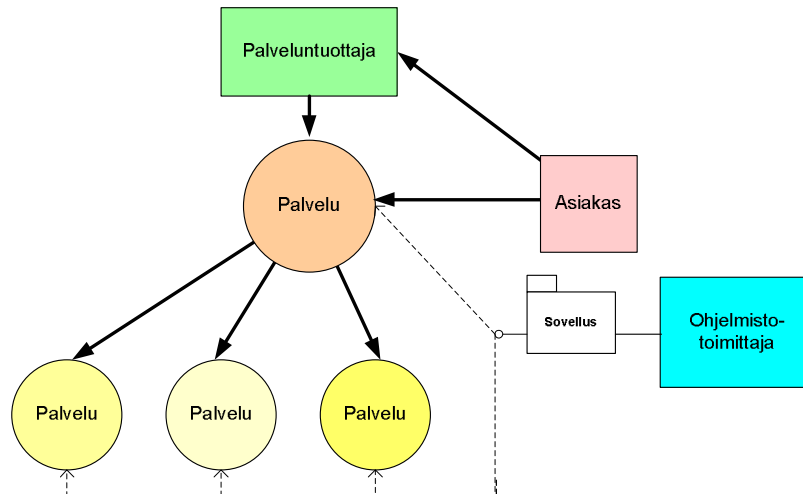 Palveluntuottaja
Palvelu
Asiakas
Sovellus
Ohjelmisto-
toimittaja
Palvelu
Palvelu
Palvelu